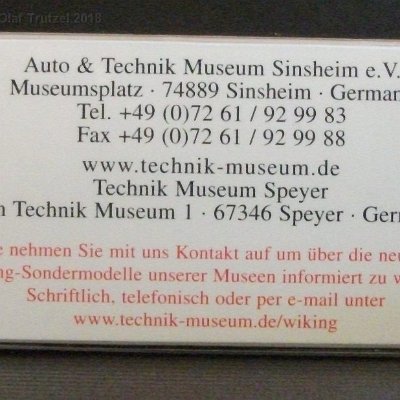 Olaf Trutzel 2018
Auto & Technik Museum Sinsheim e.V.
Museumsplatz · 74889 Sinsheim · German
Tel. +49 (0)72 61 / 92 99 83
Fax +49 (0)72 61 / 92 99 88
www.technik-museum.de
Technik Museum Speyer
Technik Museum 1 · 67346 Speyer · Ger
nehmen Sie mit uns Kontakt auf um über die neu
ng-Sondermodelle unserer Museen informiert zu w
Schriftlich, telefonisch oder per e-mail unter
www.technik-museum.de/wiking